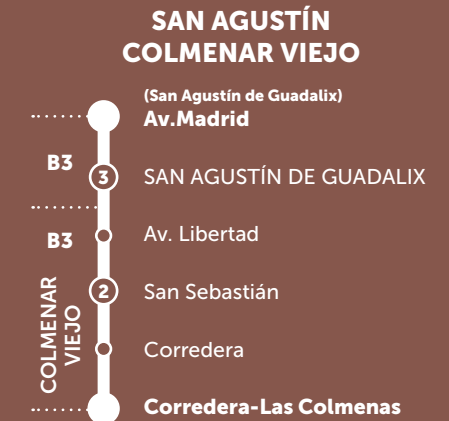 SAN AGUSTÍN
COLMENAR VIEJO
(San Agustín de Guadalix)
Av.Madrid
B3
3 SAN AGUSTÍN DE GUADALIX
B3
Av. Libertad
2 San Sebastián
COLMENAR
VIEJO
Corredera
Corredera-Las Colmenas